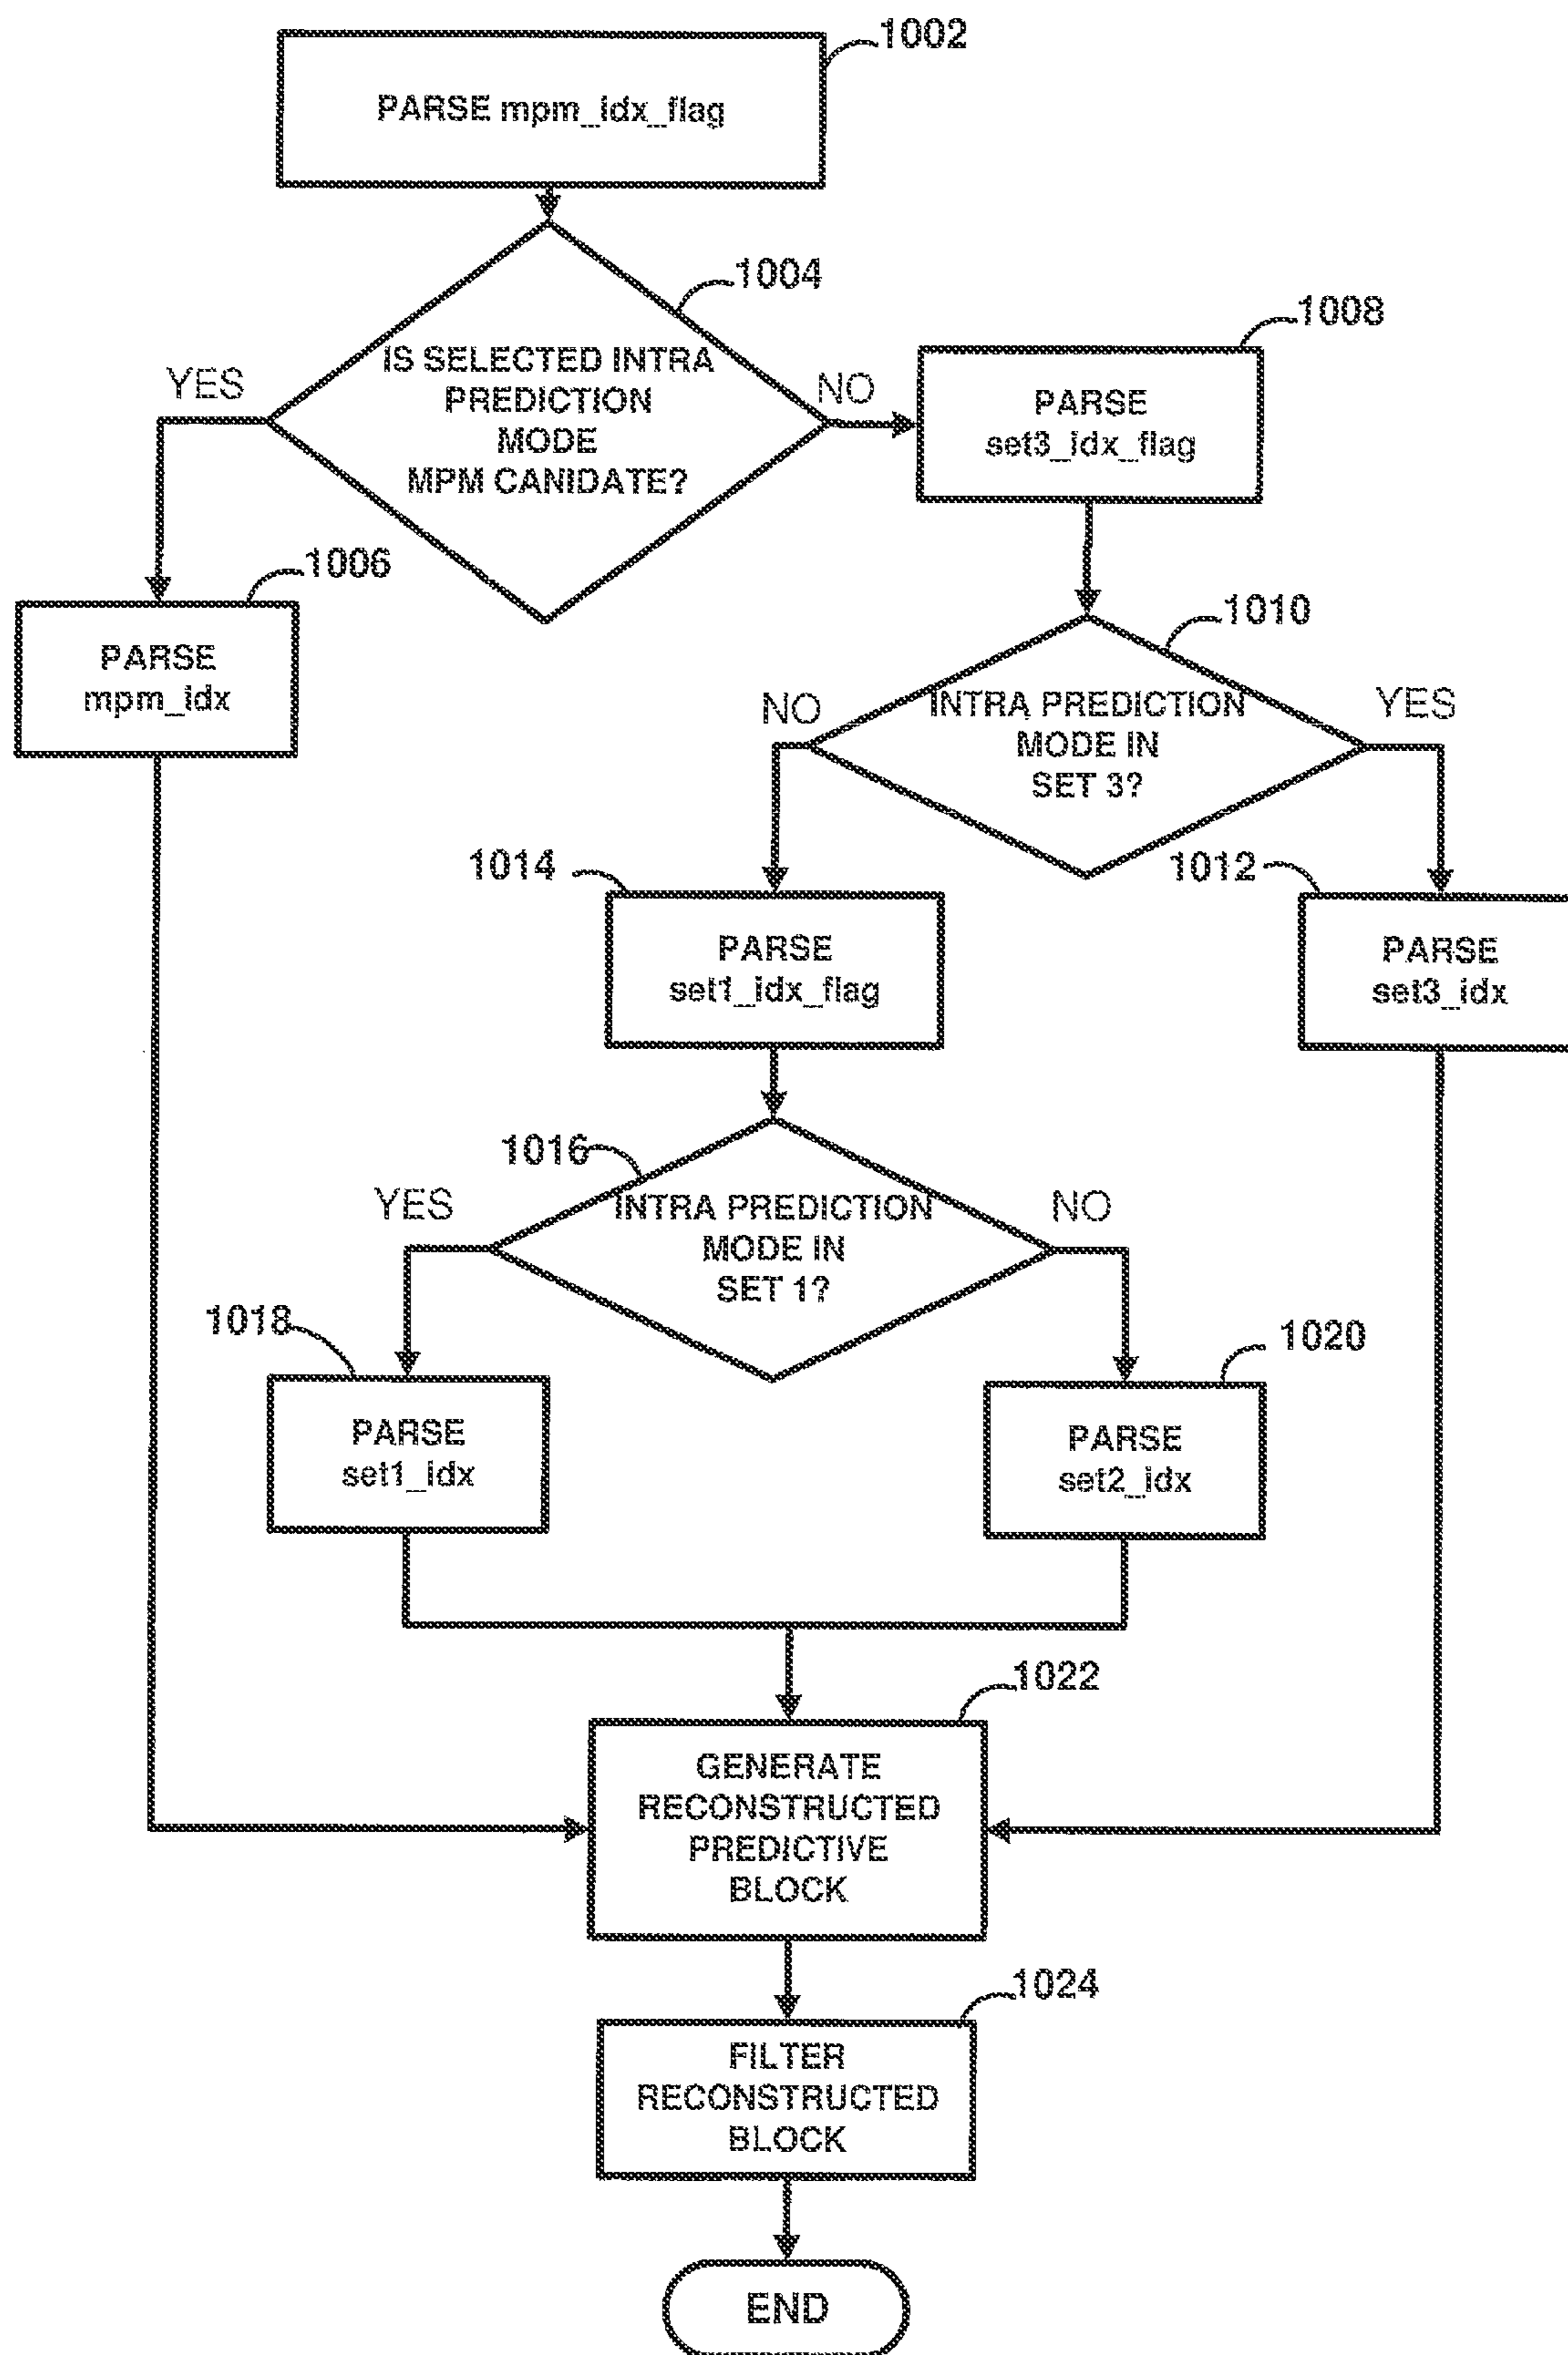 1002
PARSE mpm_idx_flag
1004
IS SELECTED INTRA
PREDICTION
MODE
MPM CANIDATE?
YES
NO
1008
PARSE
set3_idx_flag
1006
PARSE
mpm_idx
1010
INTRA PREDICTION
MODE IN
SET 3?
NO
YES
1014
PARSE
set1_idx_flag
1012
PARSE
set3_idx
1016
INTRA PREDICTION
MODE IN
SET 1?
YES
NO
1018
PARSE
set1_idx
1020
PARSE
set2_idx
1022
GENERATE
RECONSTRUCTED
PREDICTIVE
BLOCK
1024
FILTER
RECONSTRUCTED
BLOCK
END